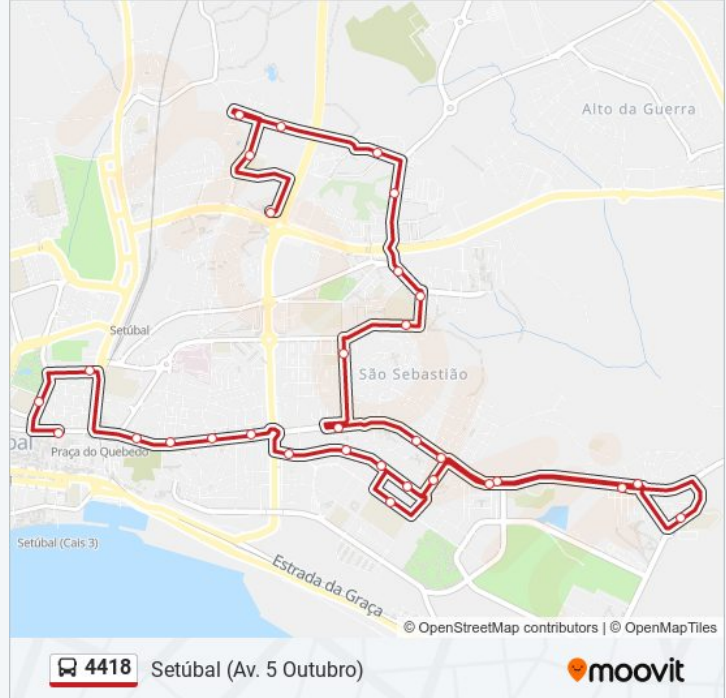 Alto da Guerra
Setúbal
São Sebastião
bal
Praça do Quebedo
Setúbal (Cais 3)
Estrada da Graça
© OpenStreetMap contributors | © OpenMapTiles
4418 Setúbal (Av. 5 Outubro)
moovit